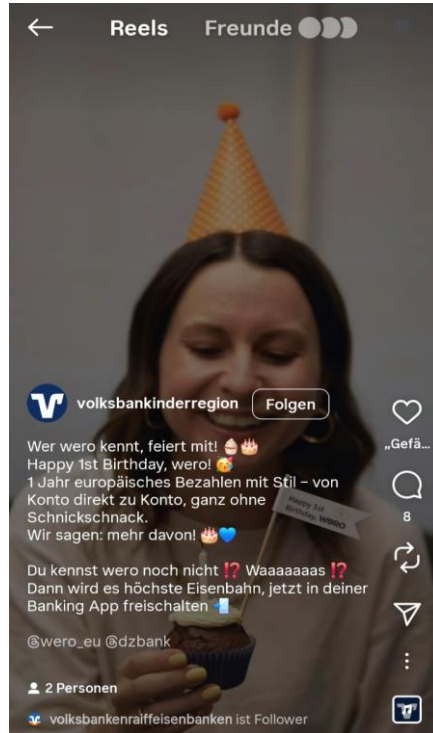 Reels Freunde
volksbankinderregion Folgen
Wer wero kennt, feiert mit! 🧁🎂
Happy 1st Birthday, wero! 🥳
1 Jahr europäisches Bezahlen mit Stil – von
Konto direkt zu Konto, ganz ohne
Schnickschnack.
Wir sagen: mehr davon! 🎂💙
Du kennst wero noch nicht ⁉️ Waaaaaaas ⁉️
Dann wird es höchste Eisenbahn, jetzt in deiner
Banking App freischalten 📲
@wero_eu @dzbank
2 Personen
volksbankenraiffeisenbanken ist Follower
„Gefä...
8
Happy 1st
Birthday, wero